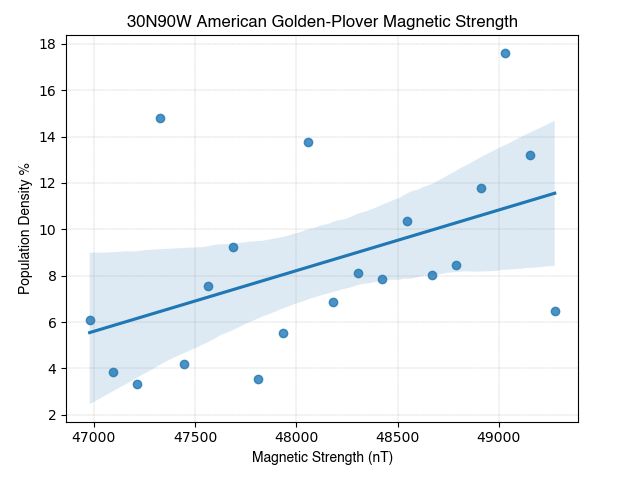 30N90W American Golden-Plover Magnetic Strength
18
16
14
12
10
8
6
4
2
Population Density %
47000 47500 48000 48500 49000
Magnetic Strength (nT)